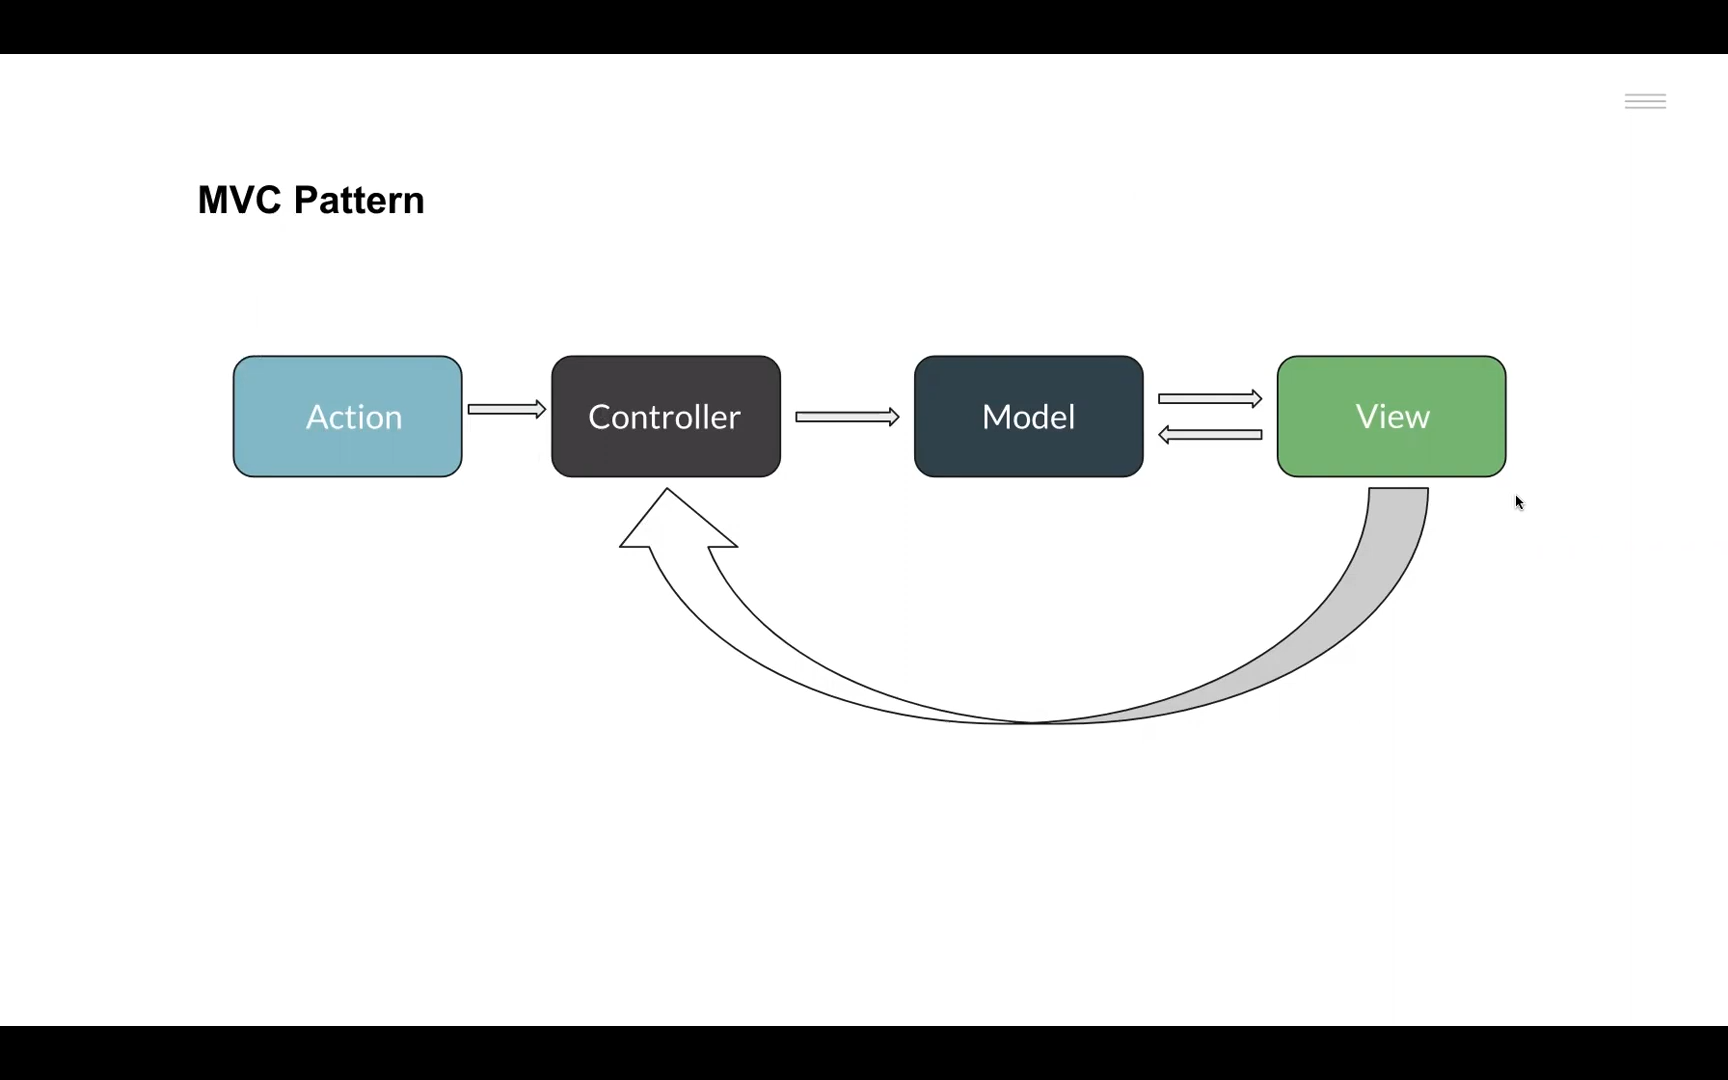 MVC Pattern
Action
Controller
Model
View